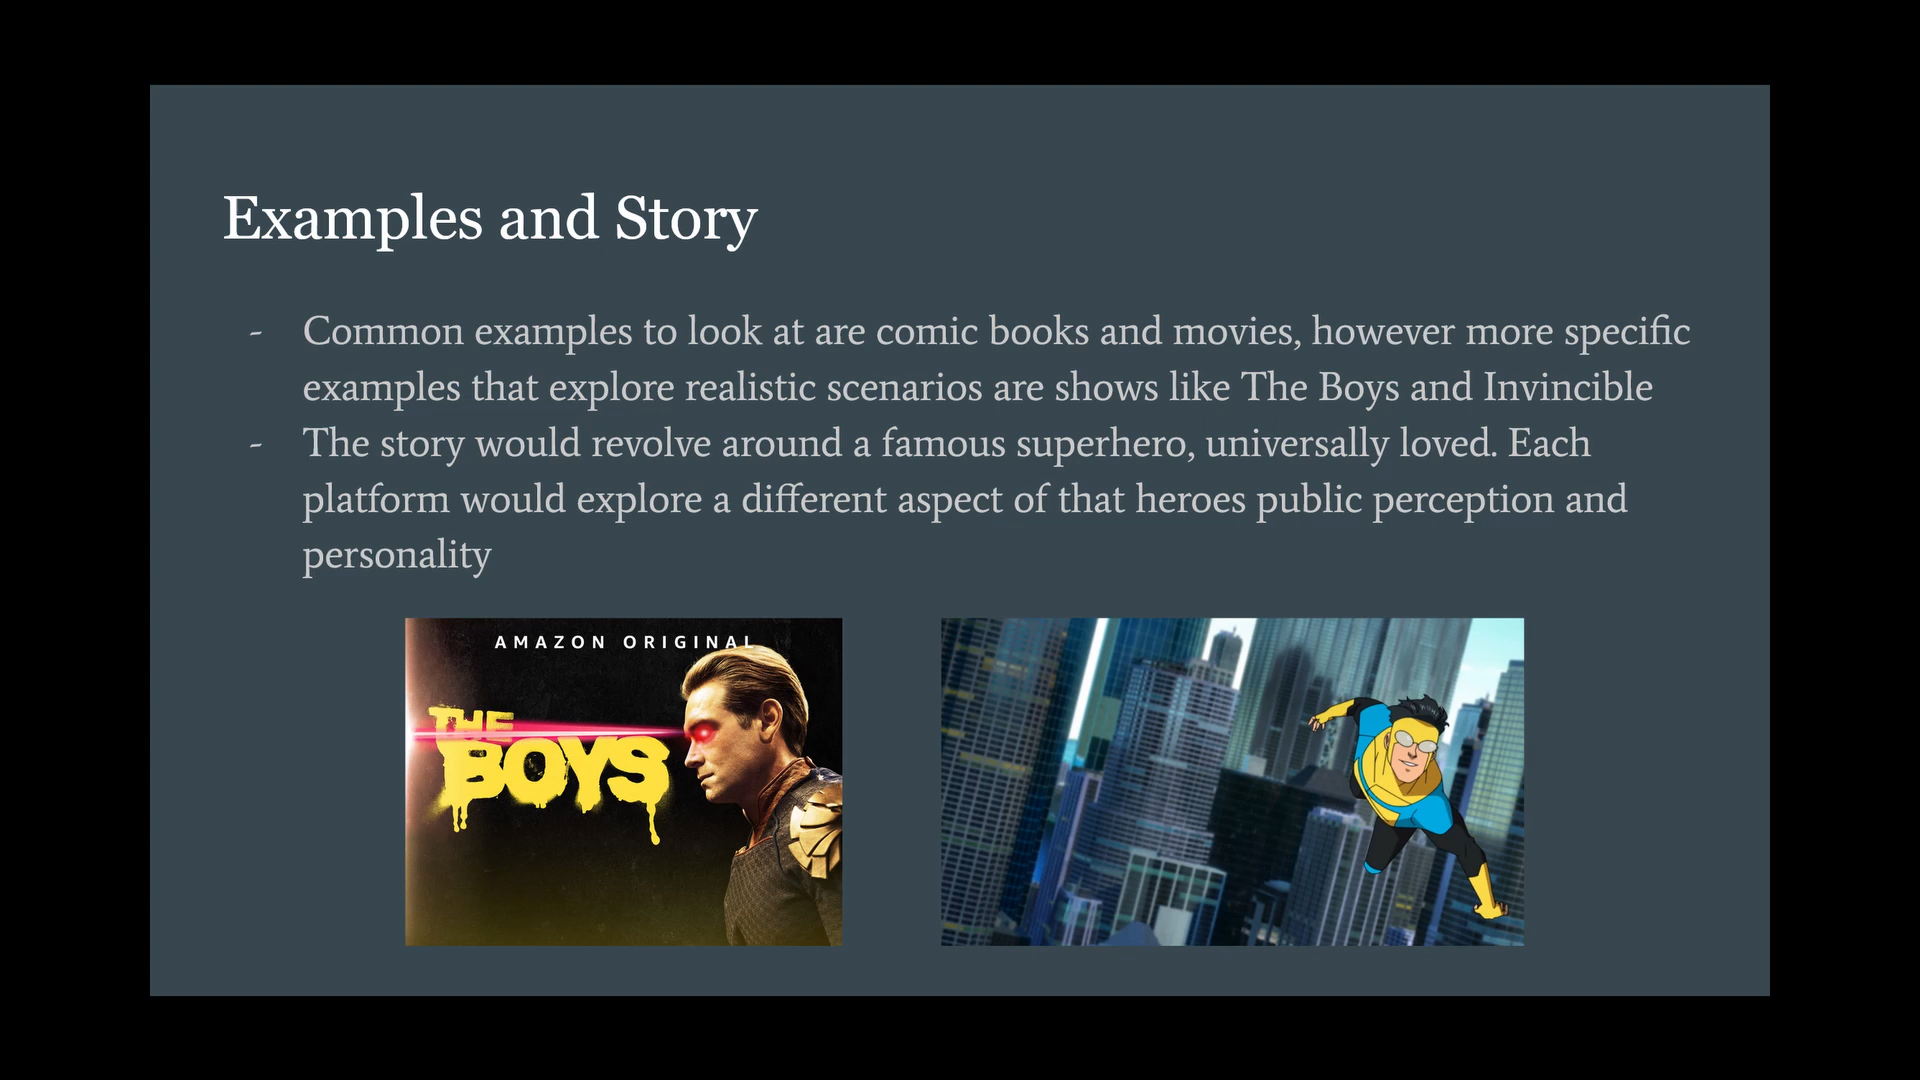 Examples and Story
- Common examples to look at are comic books and movies, however more specific
examples that explore realistic scenarios are shows like The Boys and Invincible
- The story would revolve around a famous superhero, universally loved. Each
platform would explore a different aspect of that heroes public perception and
personality
AMAZON ORIGINAL
THE
BOYS